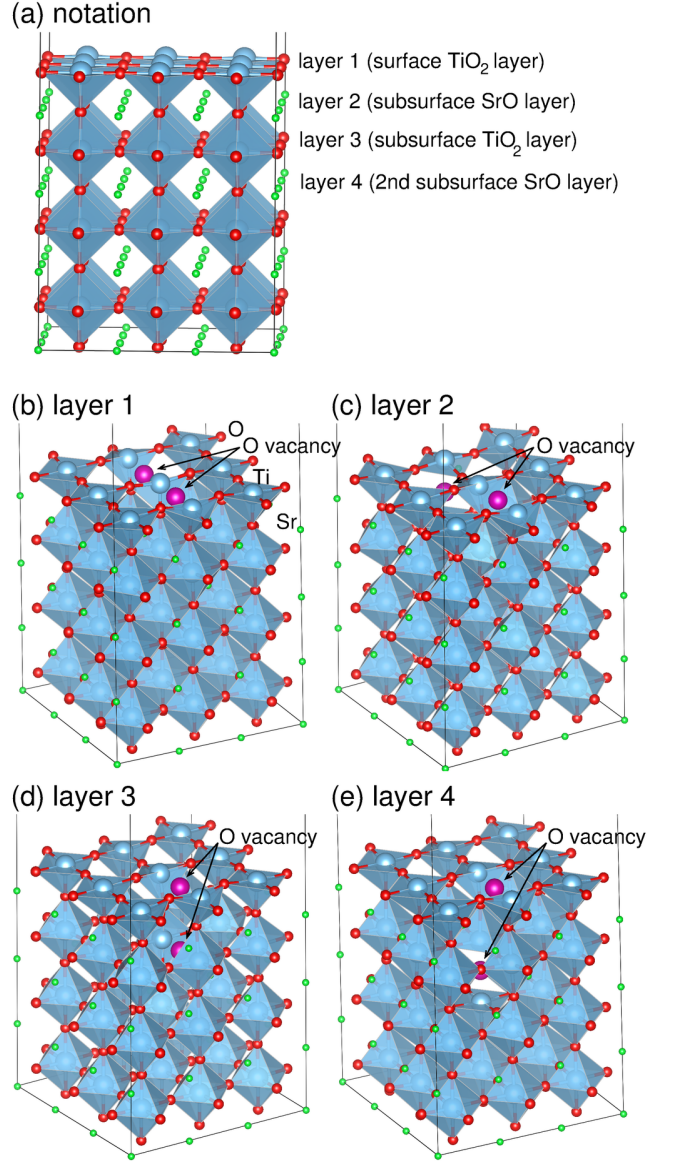 (a) notation
layer 1 (surface TiO₂ layer)
layer 2 (subsurface SrO layer)
layer 3 (subsurface TiO₂ layer)
layer 4 (2nd subsurface SrO layer)
(b) layer 1
O
O vacancy
Ti
Sr
(c) layer 2
O vacancy
(d) layer 3
O vacancy
(e) layer 4
O vacancy